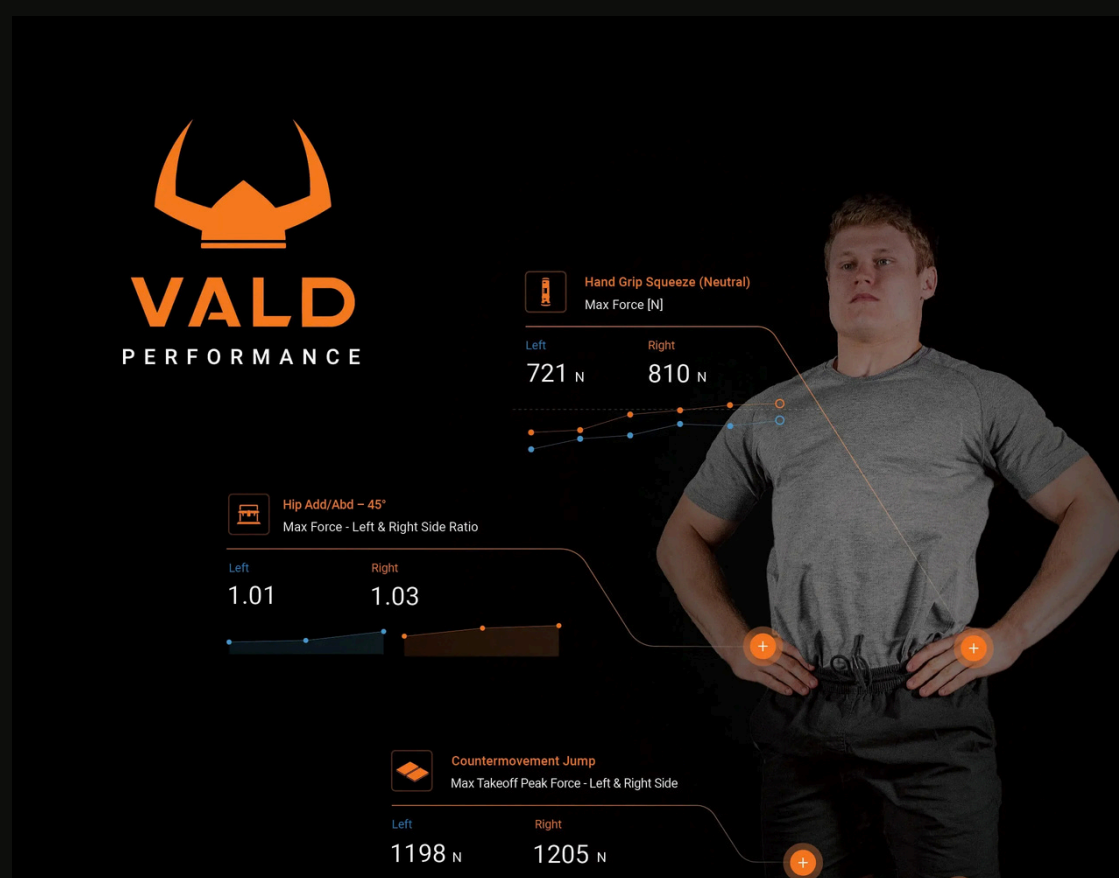 VALD
PERFORMANCE
Hand Grip Squeeze (Neutral)
Max Force [N]
Left Right
721 N 810 N
Hip Add/Abd – 45°
Max Force - Left & Right Side Ratio
Left Right
1.01 1.03
Countermovement Jump
Max Takeoff Peak Force - Left & Right Side
Left Right
1198 N 1205 N